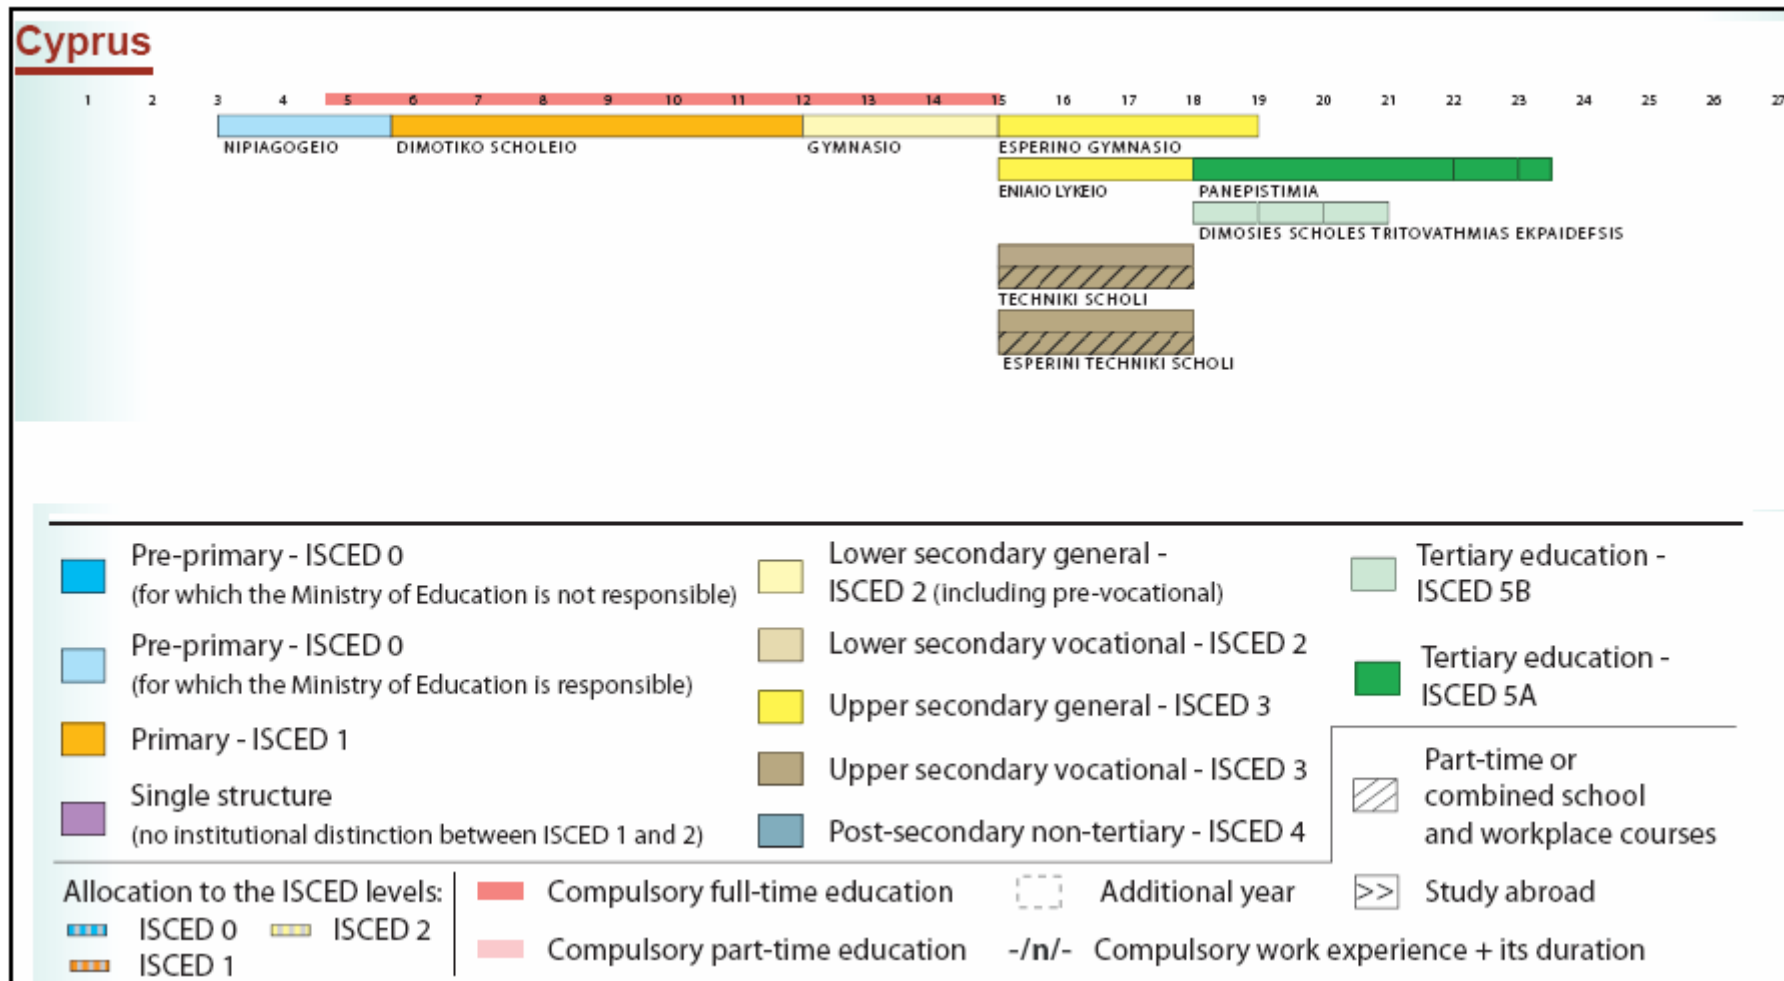 Cyprus
1 2 3 4 5 6 7 8 9 10 11 12 13 14 15 16 17 18 19 20 21 22 23 24 25 26 27
NIPIAGOGEIO DIMOTIKO SCHOLEIO GYMNASIO ESPERINO GYMNASIO
ENIAIO LYKEIO PANEPISTIMIA
DIMOSIES SCHOLES TRITOVATHMIAS EKPAIDEFSIS
TECHNIKI SCHOLI
ESPERINI TECHNIKI SCHOLI
Pre-primary - ISCED 0
(for which the Ministry of Education is not responsible)
Pre-primary - ISCED 0
(for which the Ministry of Education is responsible)
Primary - ISCED 1
Single structure
(no institutional distinction between ISCED 1 and 2)
Lower secondary general -
ISCED 2 (including pre-vocational)
Lower secondary vocational - ISCED 2
Upper secondary general - ISCED 3
Upper secondary vocational - ISCED 3
Post-secondary non-tertiary - ISCED 4
Tertiary education -
ISCED 5B
Tertiary education -
ISCED 5A
Part-time or
combined school
and workplace courses
Allocation to the ISCED levels:
ISCED 0 ISCED 2
ISCED 1
Compulsory full-time education
Compulsory part-time education
Additional year
-/n/- Compulsory work experience + its duration
>> Study abroad